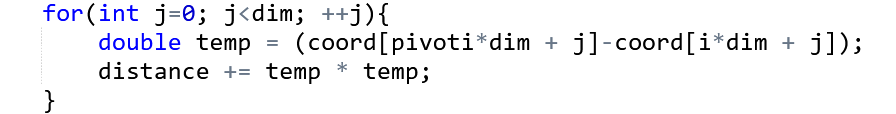 for(int j=0; j<dim; ++j){
    double temp = (coord[pivoti*dim + j]-coord[i*dim + j]);
    distance += temp * temp;
}